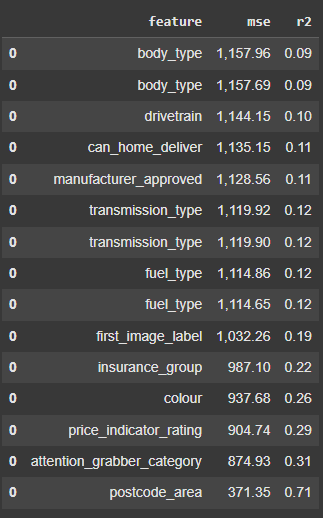 feature mse r2
0 body_type 1,157.96 0.09
0 body_type 1,157.69 0.09
0 drivetrain 1,144.15 0.10
0 can_home_deliver 1,135.15 0.11
0 manufacturer_approved 1,128.56 0.11
0 transmission_type 1,119.92 0.12
0 transmission_type 1,119.90 0.12
0 fuel_type 1,114.86 0.12
0 fuel_type 1,114.65 0.12
0 first_image_label 1,032.26 0.19
0 insurance_group 987.10 0.22
0 colour 937.68 0.26
0 price_indicator_rating 904.74 0.29
0 attention_grabber_category 874.93 0.31
0 postcode_area 371.35 0.71